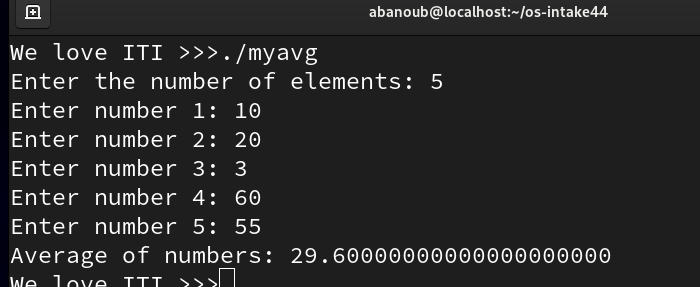 abanoub@localhost:~/os-intake44
We love ITI >>>./myavg
Enter the number of elements: 5
Enter number 1: 10
Enter number 2: 20
Enter number 3: 3
Enter number 4: 60
Enter number 5: 55
Average of numbers: 29.60000000000000000000
We love ITI >>>